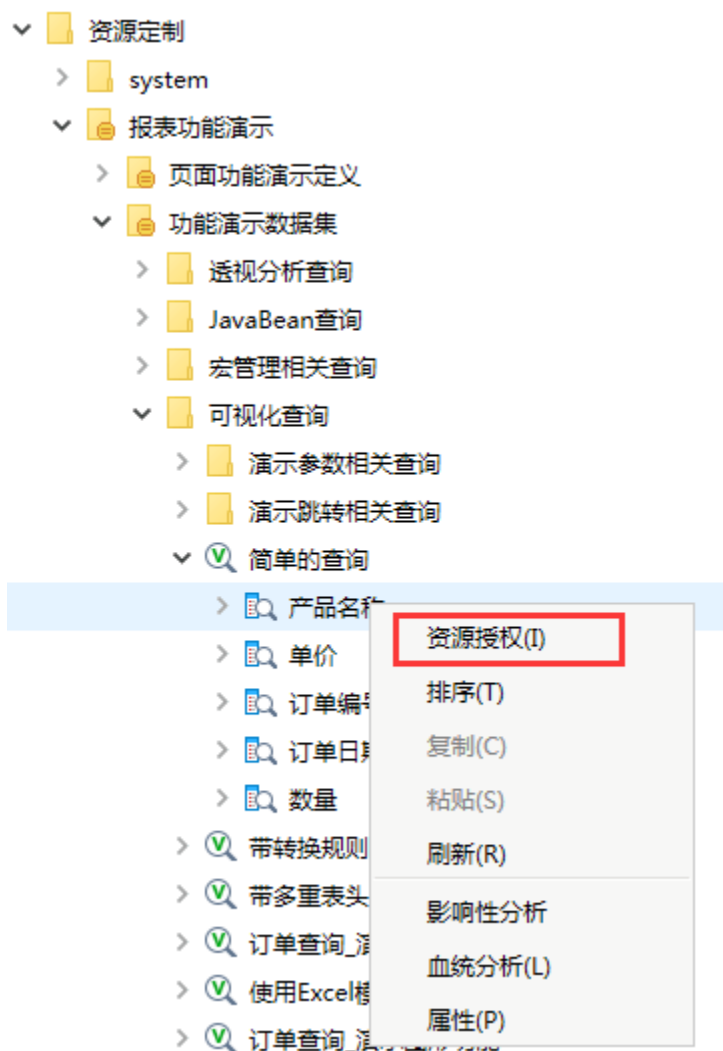 资源定制
system
报表功能演示
页面功能演示定义
功能演示数据集
透视分析查询
JavaBean查询
宏管理相关查询
可视化查询
演示参数相关查询
演示跳转相关查询
简单的查询
产品名称
单价
订单编号
订单日
数量
带转换规则
带多重表头
订单查询_演
使用Excel模
订单查询_演
资源授权(I)
排序(T)
复制(C)
粘贴(S)
刷新(R)
影响性分析
血统分析(L)
属性(P)